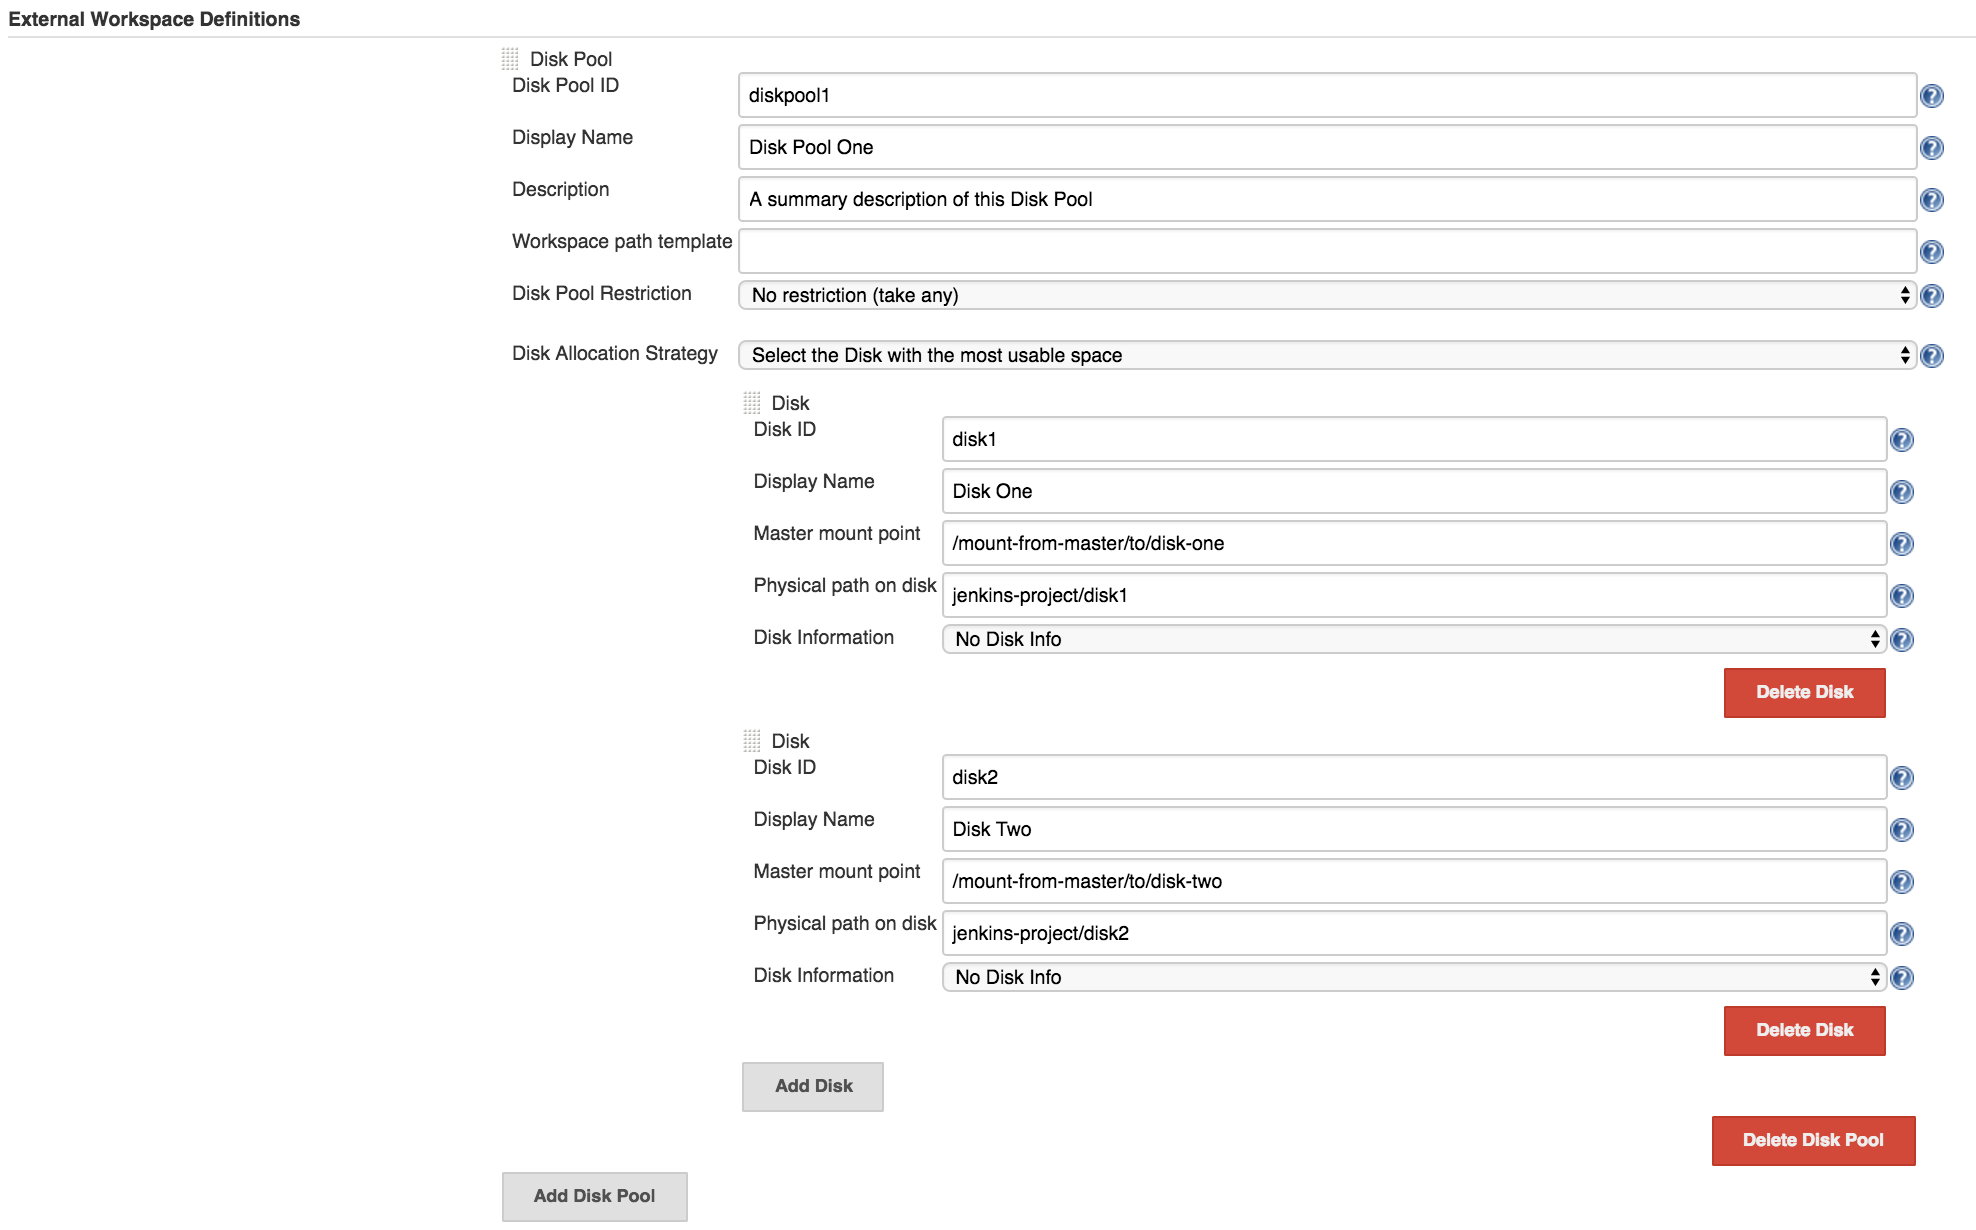 External Workspace Definitions
Disk Pool
Disk Pool ID diskpool1
Display Name Disk Pool One
Description A summary description of this Disk Pool
Workspace path template
Disk Pool Restriction No restriction (take any)
Disk Allocation Strategy Select the Disk with the most usable space
Disk
Disk ID disk1
Display Name Disk One
Master mount point /mount-from-master/to/disk-one
Physical path on disk jenkins-project/disk1
Disk Information No Disk Info
Delete Disk
Disk
Disk ID disk2
Display Name Disk Two
Master mount point /mount-from-master/to/disk-two
Physical path on disk jenkins-project/disk2
Disk Information No Disk Info
Delete Disk
Add Disk
Delete Disk Pool
Add Disk Pool